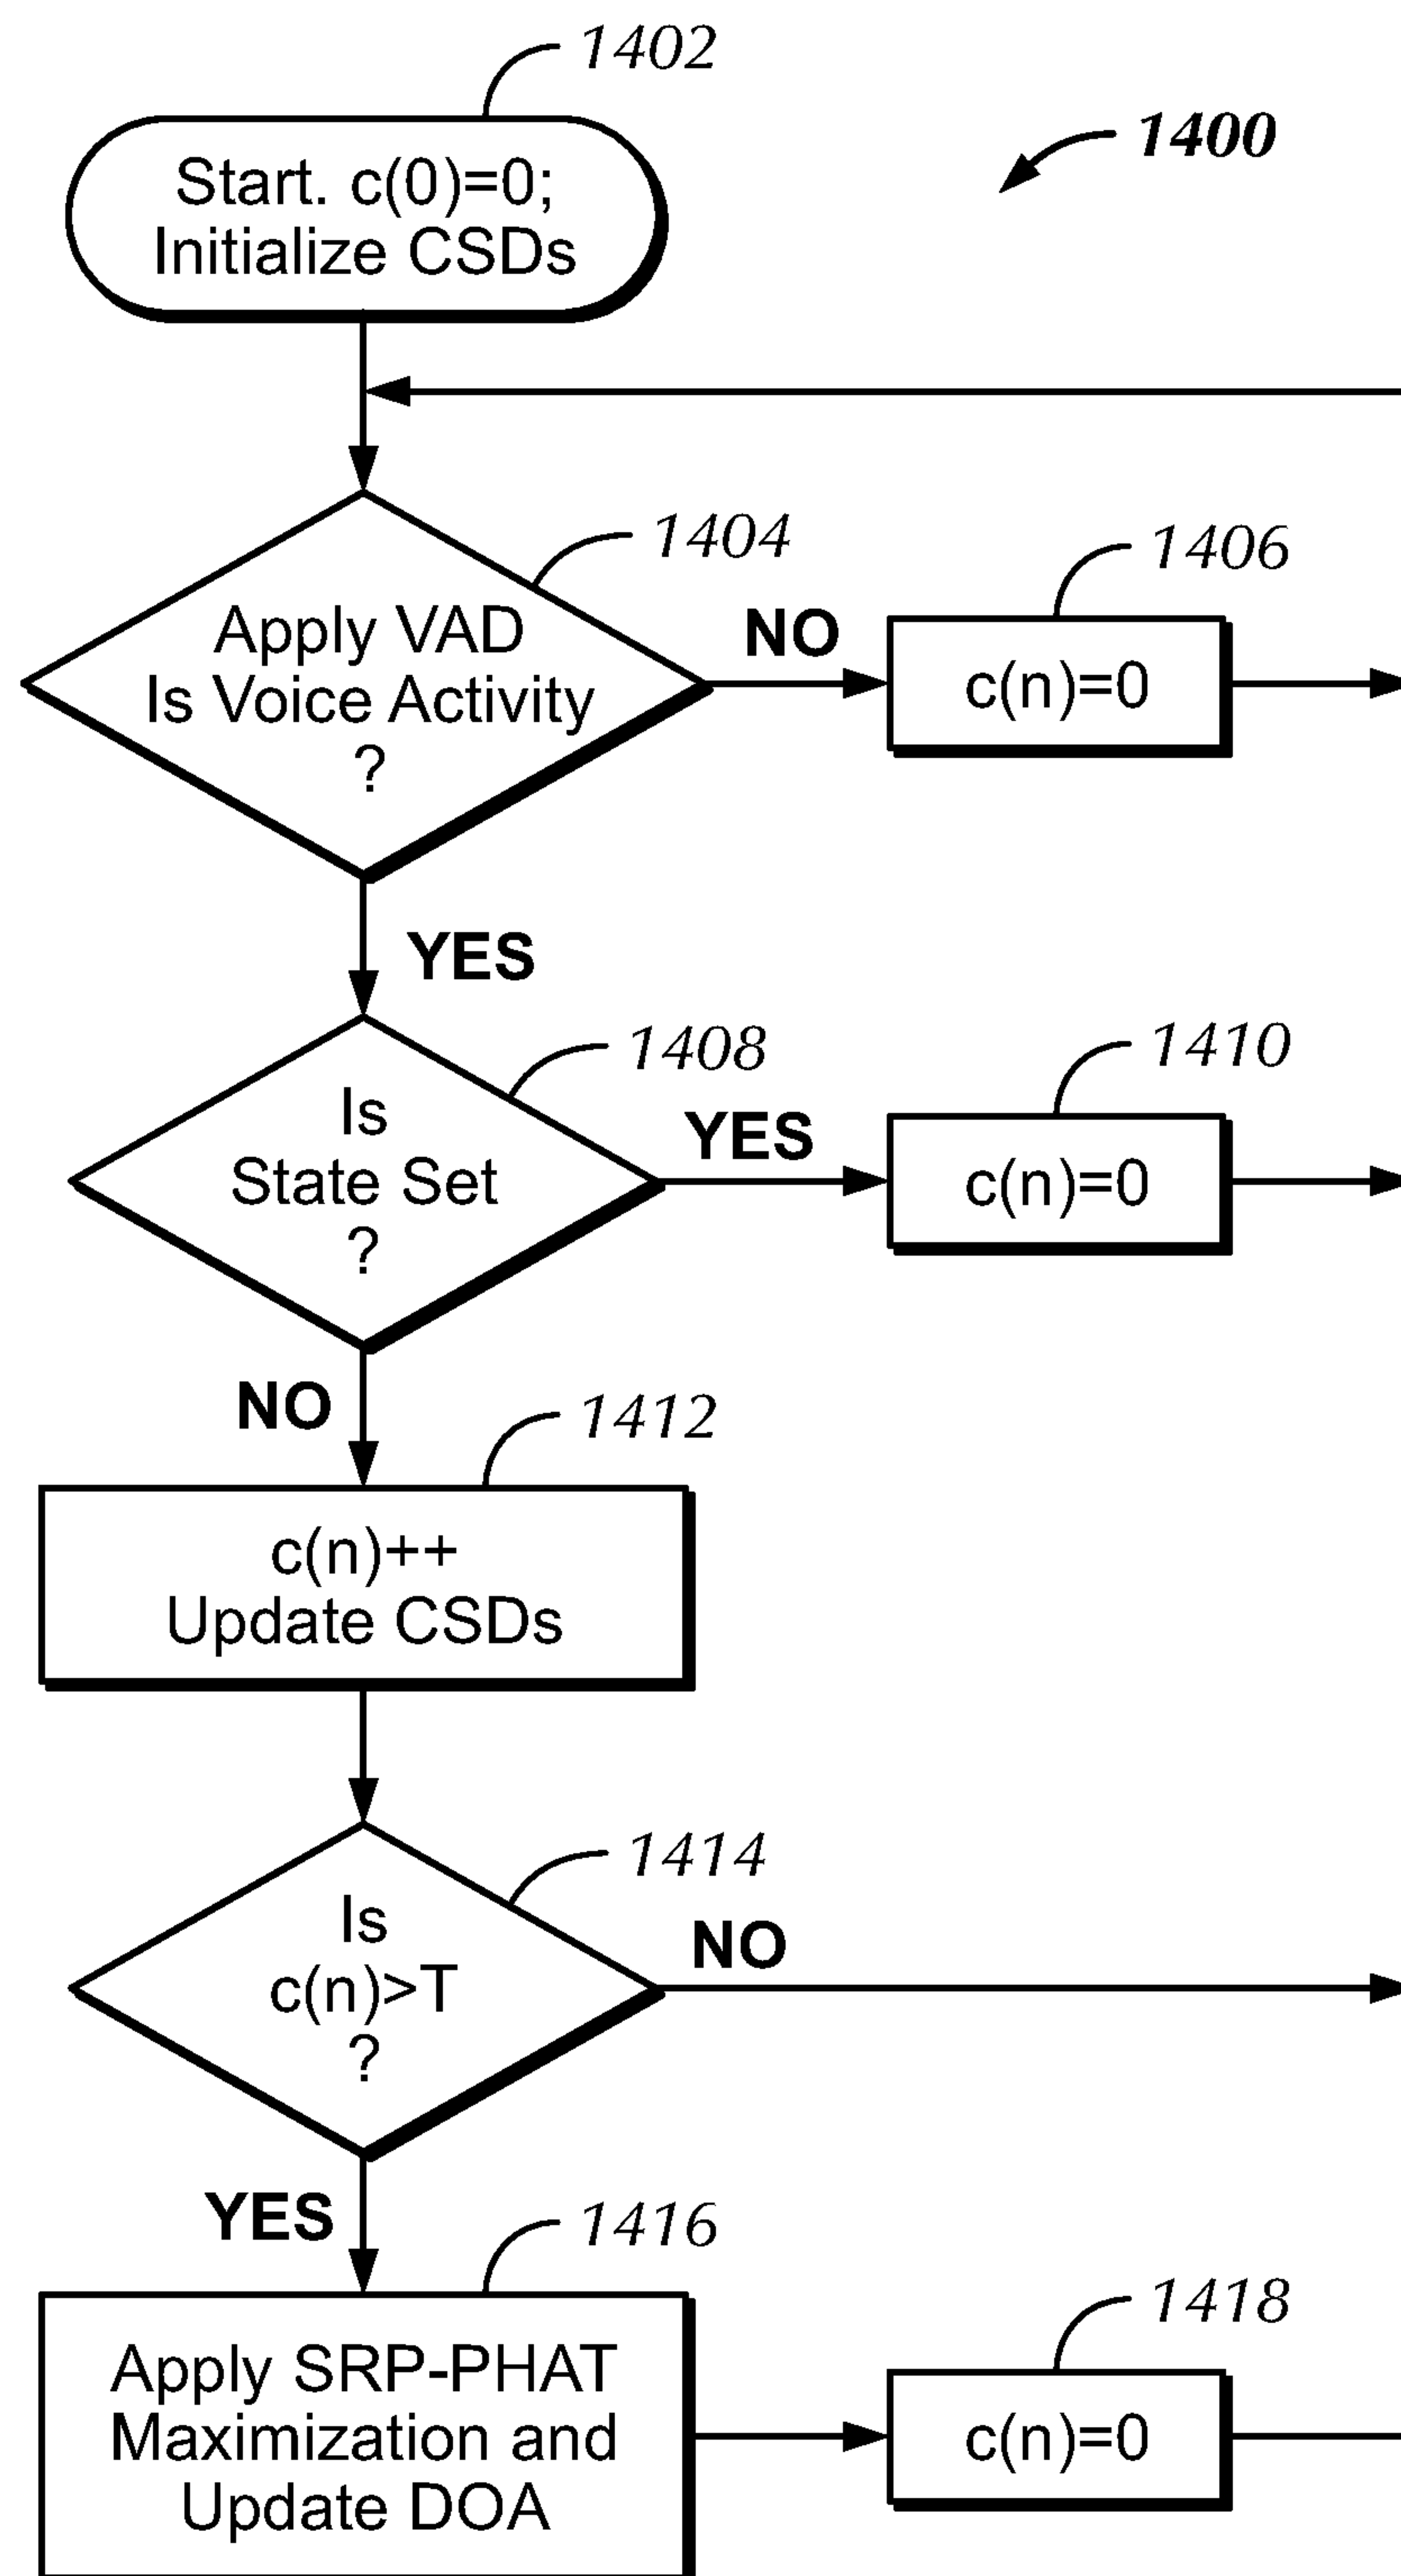 1402
1400
Start. c(0)=0;
Initialize CSDs
1404
Apply VAD
Is Voice Activity
?
NO
1406
c(n)=0
YES
1408
Is
State Set
?
YES
1410
c(n)=0
NO
1412
c(n)++
Update CSDs
1414
Is
c(n)>T
?
NO
YES
1416
Apply SRP-PHAT
Maximization and
Update DOA
1418
c(n)=0